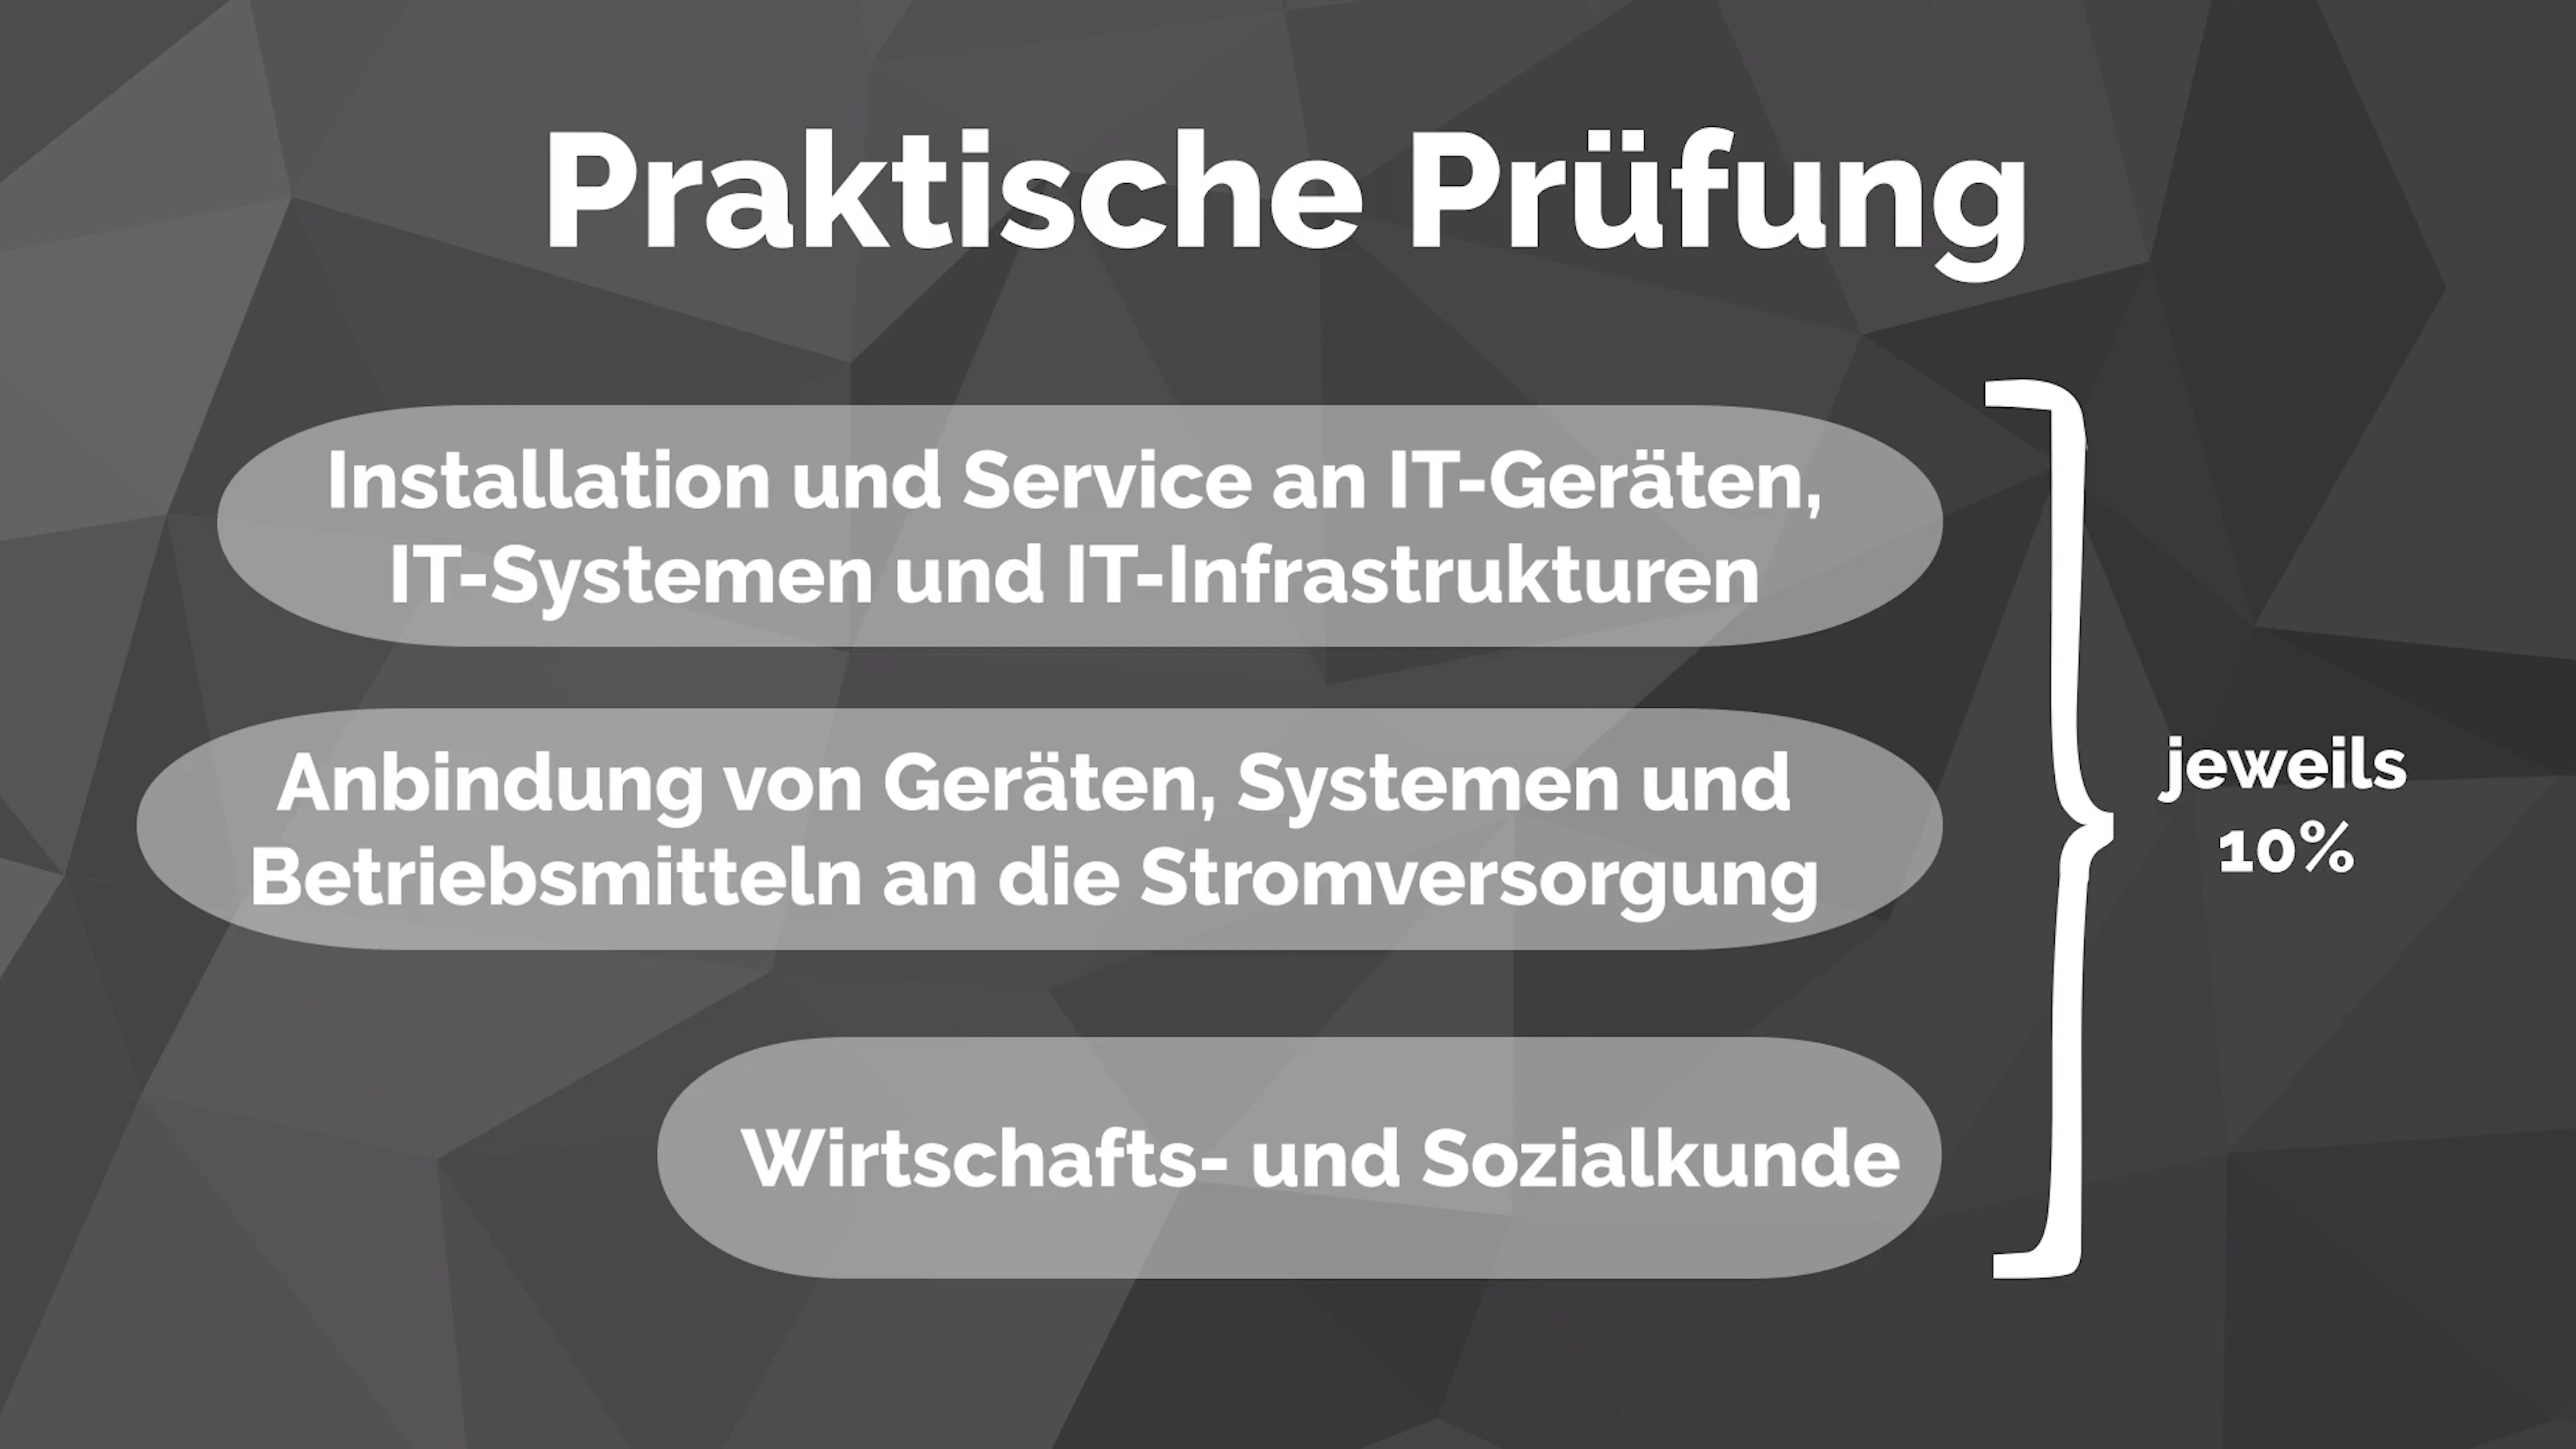 Praktische Prüfung
Installation und Service an IT-Geräten,
IT-Systemen und IT-Infrastrukturen
Anbindung von Geräten, Systemen und
Betriebsmitteln an die Stromversorgung
Wirtschafts- und Sozialkunde
jeweils
10%